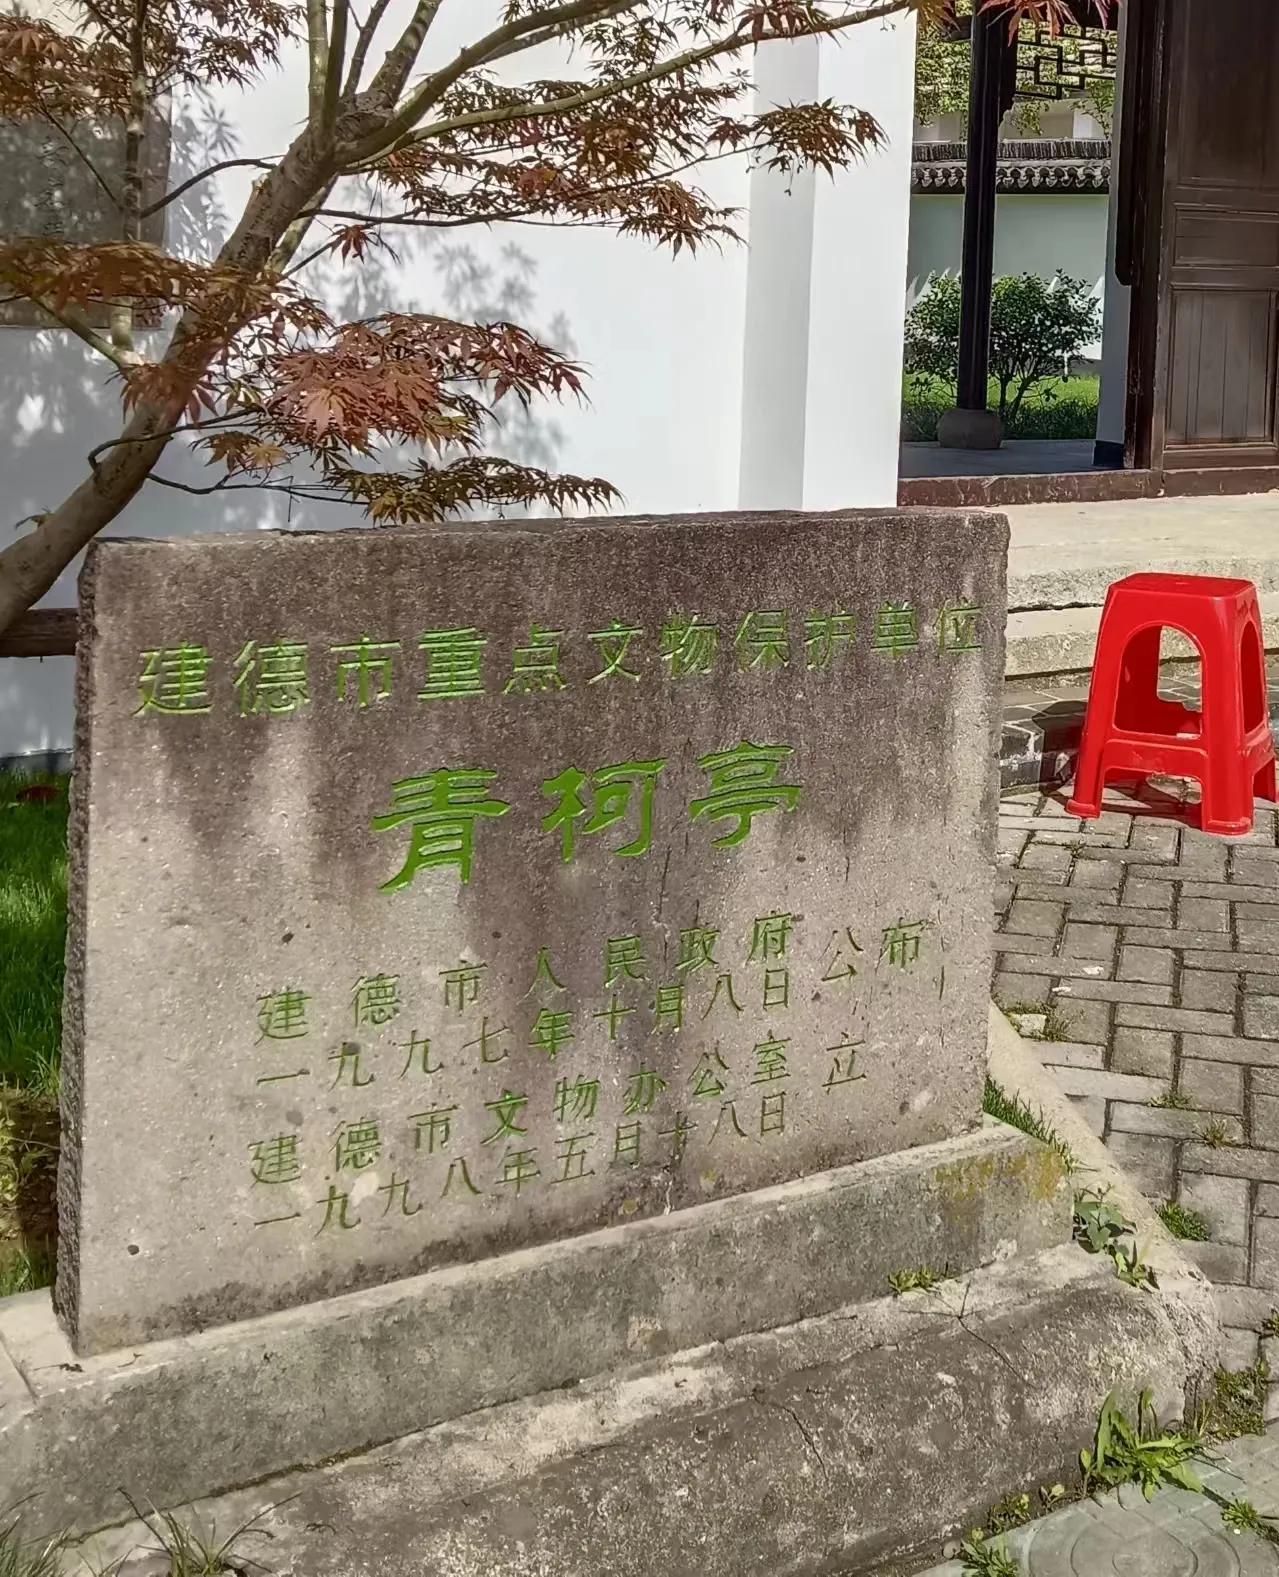 建德市重点文物保护单位
青柯亭
建德市人民政府公布
一九九七年十月八日
建德市文物办公室立
一九九八年五月十八日